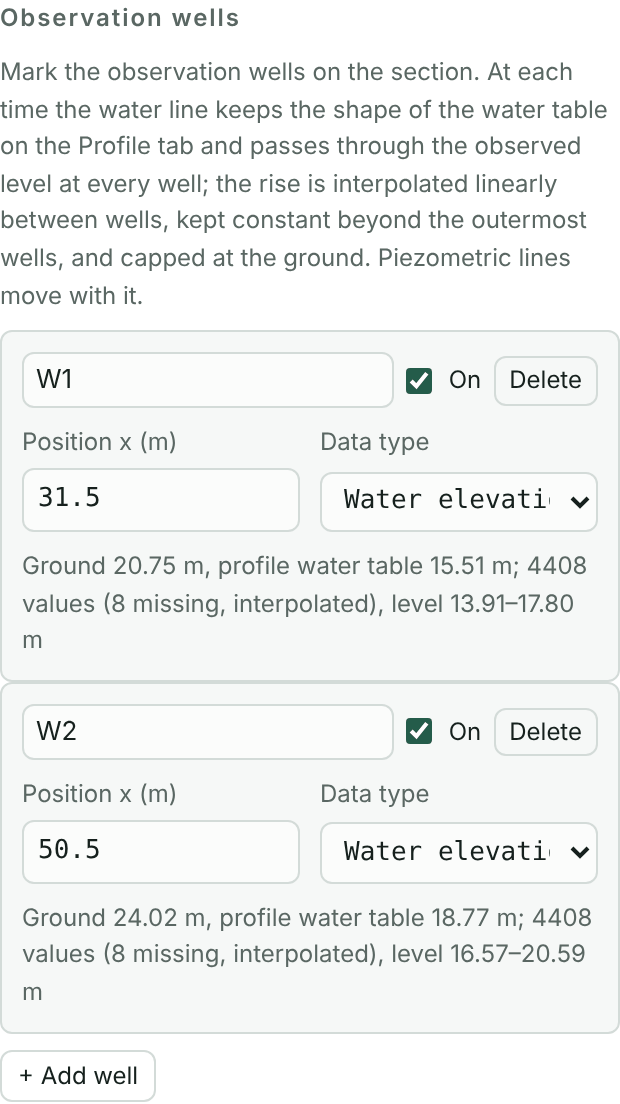 Observation wells
Mark the observation wells on the section. At each
time the water line keeps the shape of the water table
on the Profile tab and passes through the observed
level at every well; the rise is interpolated linearly
between wells, kept constant beyond the outermost
wells, and capped at the ground. Piezometric lines
move with it.
W1 On Delete
Position x (m) Data type
31.5 Water elevati
Ground 20.75 m, profile water table 15.51 m; 4408
values (8 missing, interpolated), level 13.91–17.80
m
W2 On Delete
Position x (m) Data type
50.5 Water elevati
Ground 24.02 m, profile water table 18.77 m; 4408
values (8 missing, interpolated), level 16.57–20.59
m
+ Add well